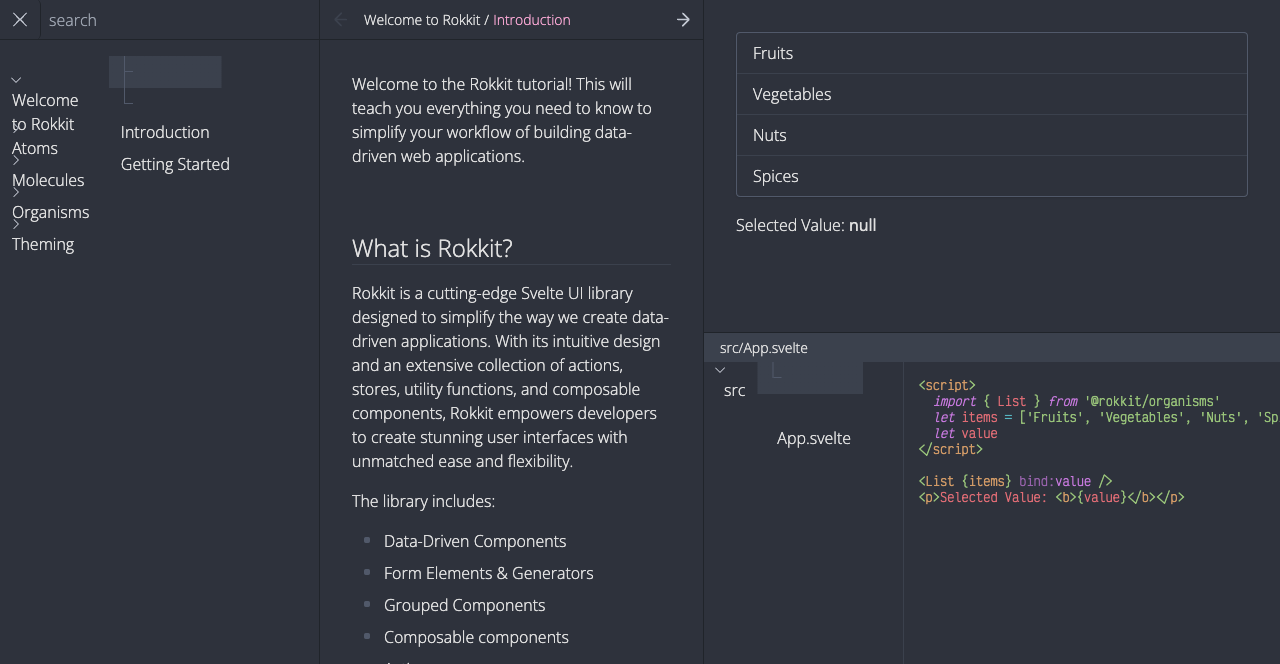 search
Welcome
to Rokkit
Atoms
Molecules
Organisms
Theming
Introduction
Getting Started
Welcome to Rokkit / Introduction
Welcome to the Rokkit tutorial! This will
teach you everything you need to know to
simplify your workflow of building data-
driven web applications.
What is Rokkit?
Rokkit is a cutting-edge Svelte UI library
designed to simplify the way we create data-
driven applications. With its intuitive design
and an extensive collection of actions,
stores, utility functions, and composable
components, Rokkit empowers developers
to create stunning user interfaces with
unmatched ease and flexibility.
The library includes:
Data-Driven Components
Form Elements & Generators
Grouped Components
Composable components
Fruits
Vegetables
Nuts
Spices
Selected Value: null
src/App.svelte
src
App.svelte
<script>
import { List } from '@rokkit/organisms'
let items = ['Fruits', 'Vegetables', 'Nuts', 'Sp
let value
</script>
<List {items} bind:value />
<p>Selected Value: <b>{value}</b></p>